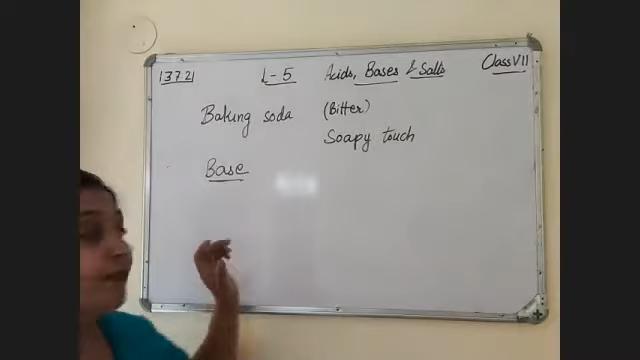 13.7.21 L-5 Acids, Bases & Salts Class VII
Baking soda (Bitter)
Soapy touch
Base